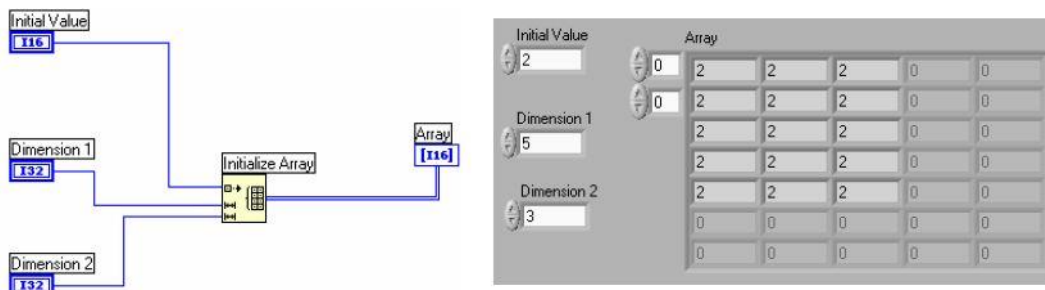 Initial Value
I16
Dimension 1
I32
Initialize Array
Array
[I16]
Dimension 2
I32
Initial Value
2
Dimension 1
5
Dimension 2
3
Array
0
0
2 2 2 0 0
2 2 2 0 0
2 2 2 0 0
2 2 2 0 0
2 2 2 0 0
0 0 0 0 0
0 0 0 0 0